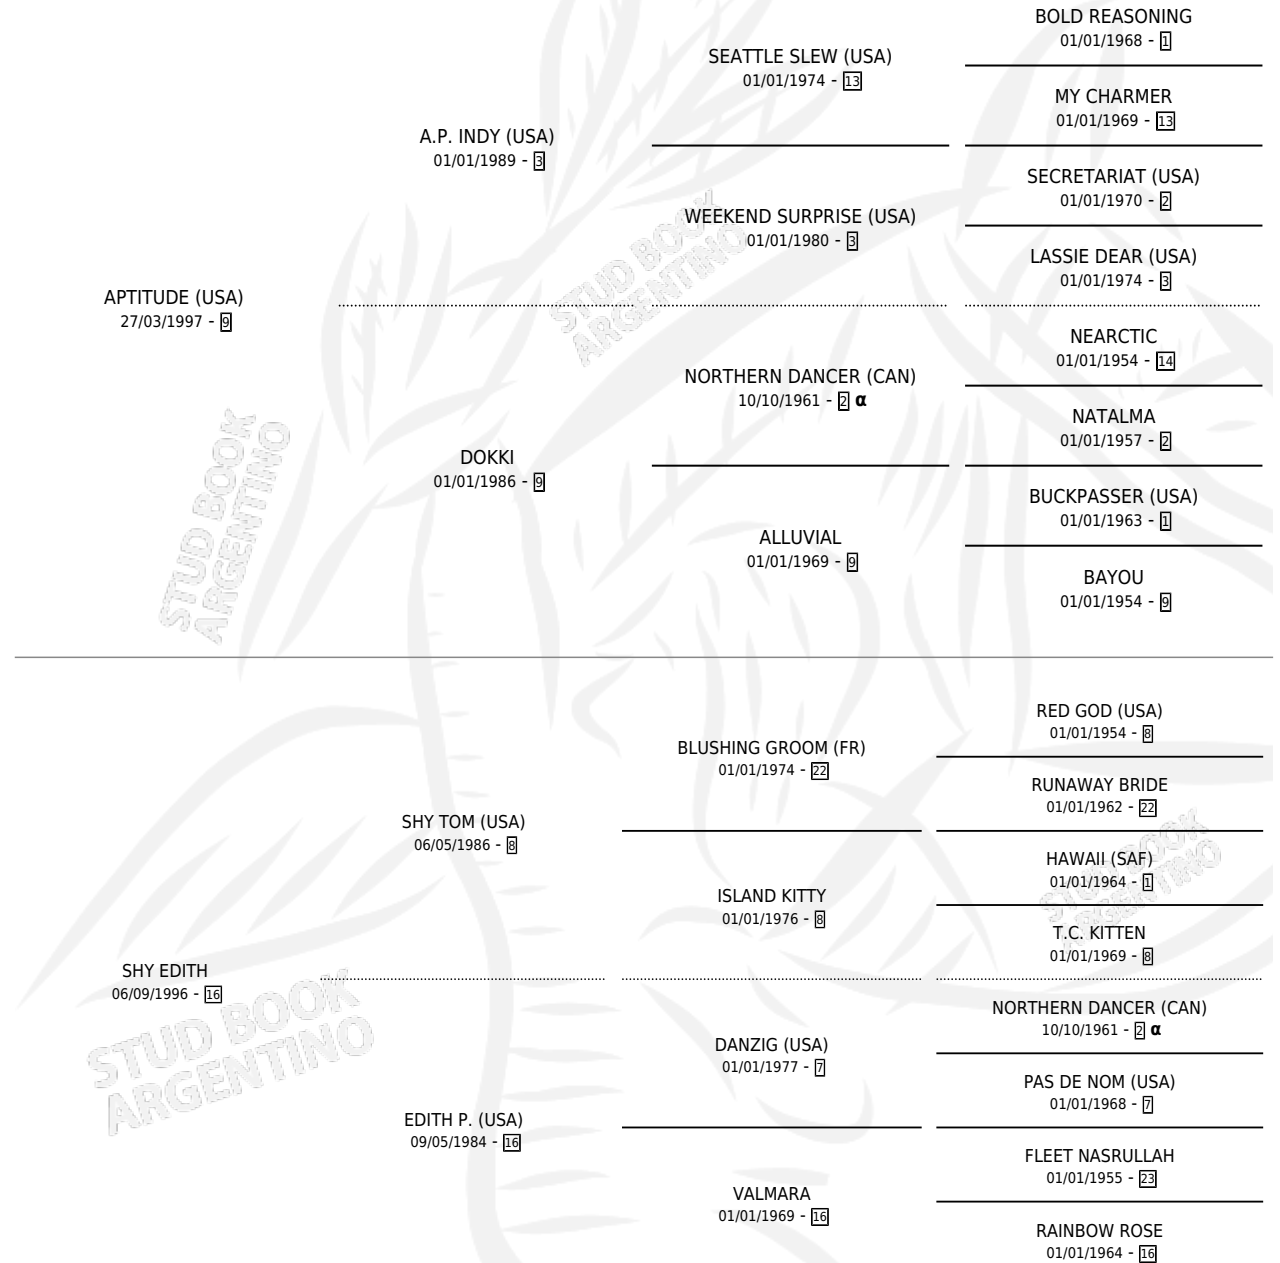 BOLD REASONING
01/01/1968 - 1
SEATTLE SLEW (USA)
01/01/1974 - 13
MY CHARMER
01/01/1969 - 13
A.P. INDY (USA)
01/01/1989 - 3
SECRETARIAT (USA)
01/01/1970 - 2
WEEKEND SURPRISE (USA)
01/01/1980 - 3
LASSIE DEAR (USA)
01/01/1974 - 3
STUD BOOK
ARGENTINO
APTITUDE (USA)
27/03/1997 - 9
NEARCTIC
01/01/1954 - 14
NORTHERN DANCER (CAN)
10/10/1961 - 2 α
NATALMA
01/01/1957 - 2
DOKKI
01/01/1986 - 9
STUD BOOK
ARGENTINO
BUCKPASSER (USA)
01/01/1963 - 1
ALLUVIAL
01/01/1969 - 9
BAYOU
01/01/1954 - 9
RED GOD (USA)
01/01/1954 - 8
BLUSHING GROOM (FR)
01/01/1974 - 22
RUNAWAY BRIDE
01/01/1962 - 22
SHY TOM (USA)
06/05/1986 - 8
HAWAII (SAF)
01/01/1964 - 1
STUD BOOK
ARGENTINO
ISLAND KITTY
01/01/1976 - 8
T.C. KITTEN
01/01/1969 - 8
SHY EDITH
06/09/1996 - 16
STUD BOOK
ARGENTINO
NORTHERN DANCER (CAN)
10/10/1961 - 2 α
DANZIG (USA)
01/01/1977 - 7
PAS DE NOM (USA)
01/01/1968 - 7
EDITH P. (USA)
09/05/1984 - 16
FLEET NASRULLAH
01/01/1955 - 23
VALMARA
01/01/1969 - 16
RAINBOW ROSE
01/01/1964 - 16